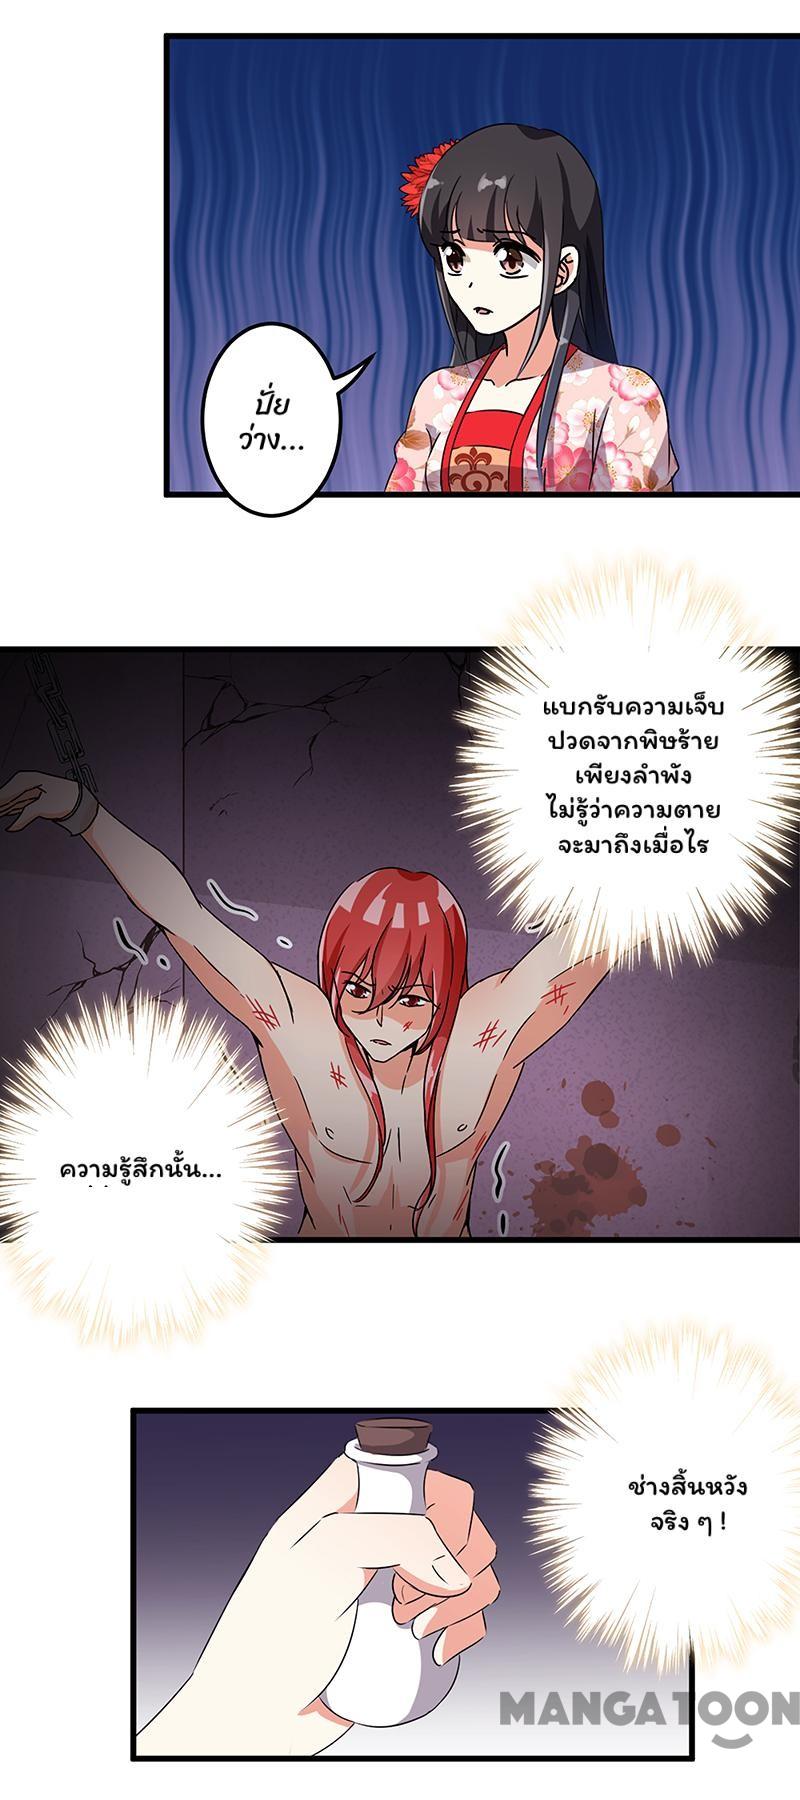 ปั่ย
ว่าง...
แบกรับความเจ็บ
ปวดจากพิษร้าย
เพียงลำพัง
ไม่รู้ว่าความตาย
จะมาถึงเมื่อไร
ความรู้สึกนั้น...
ช่างสิ้นหวัง
จริง ๆ !
MANGATOON